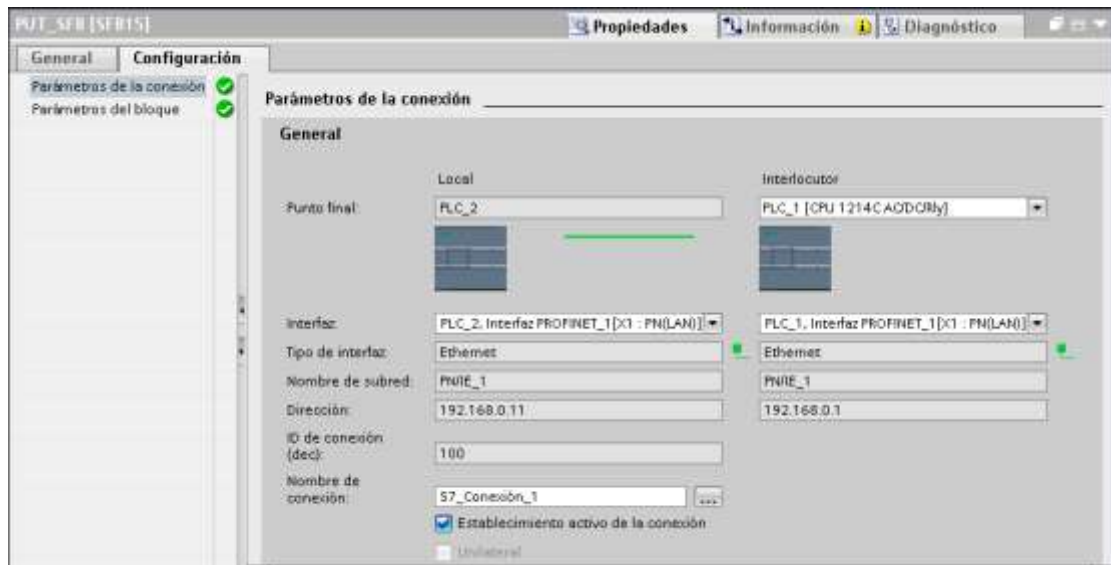 PUT_SFB [SFB15]
Propiedades
Información
Diagnóstico
General
Configuración
Parámetros de la conexión
Parámetros del bloque
Parámetros de la conexión
General
Local
Interlocutor
Punto final:
PLC_2
PLC_1 [CPU 1214C AC/DC/Rly]
Interfaz:
PLC_2, Interfaz PROFINET_1[X1 : PN(LAN)]
PLC_1, Interfaz PROFINET_1[X1 : PN(LAN)]
Tipo de interfaz:
Ethernet
Ethernet
Nombre de subred:
PN/IE_1
PN/IE_1
Dirección:
192.168.0.11
192.168.0.1
ID de conexión
(dec):
100
Nombre de
conexión:
S7_Conexión_1
...
Establecimiento activo de la conexión
Unilateral